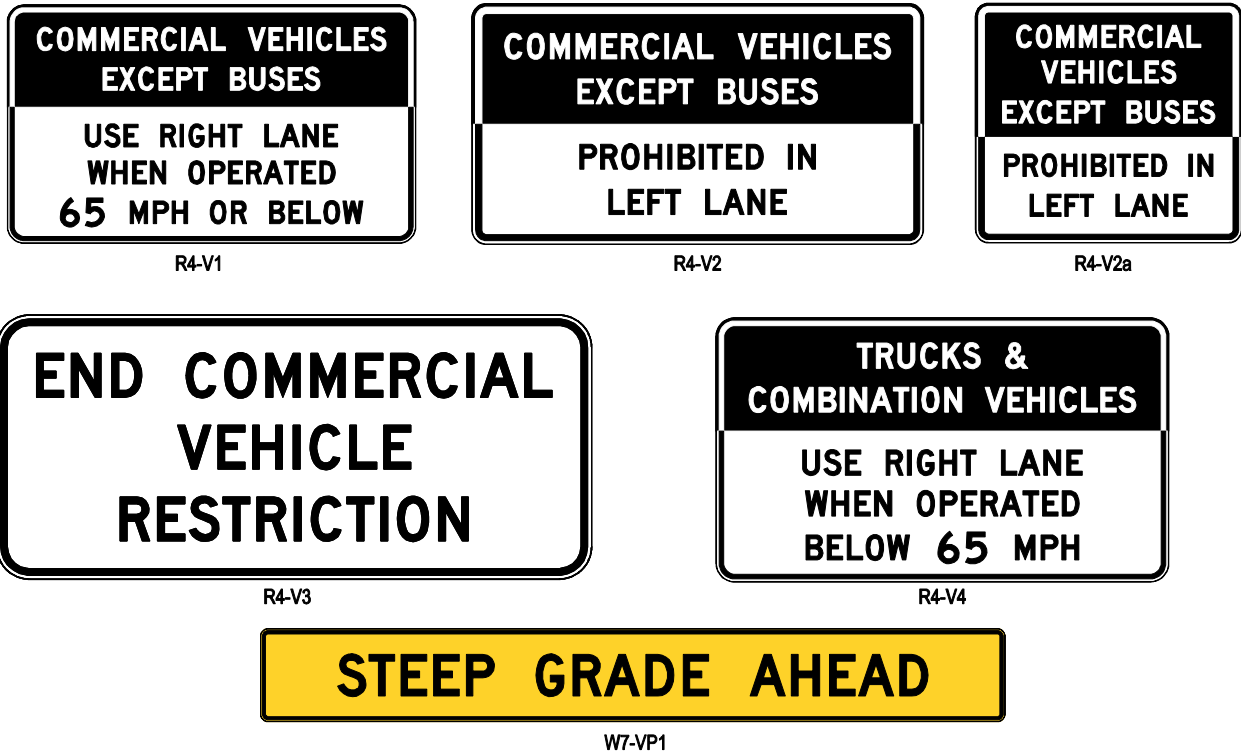 COMMERCIAL VEHICLES
EXCEPT BUSES
USE RIGHT LANE
WHEN OPERATED
65 MPH OR BELOW
R4-V1
COMMERCIAL VEHICLES
EXCEPT BUSES
PROHIBITED IN
LEFT LANE
R4-V2
COMMERCIAL
VEHICLES
EXCEPT BUSES
PROHIBITED IN
LEFT LANE
R4-V2a
END COMMERCIAL
VEHICLE
RESTRICTION
R4-V3
TRUCKS &
COMBINATION VEHICLES
USE RIGHT LANE
WHEN OPERATED
BELOW 65 MPH
R4-V4
STEEP GRADE AHEAD
W7-VP1